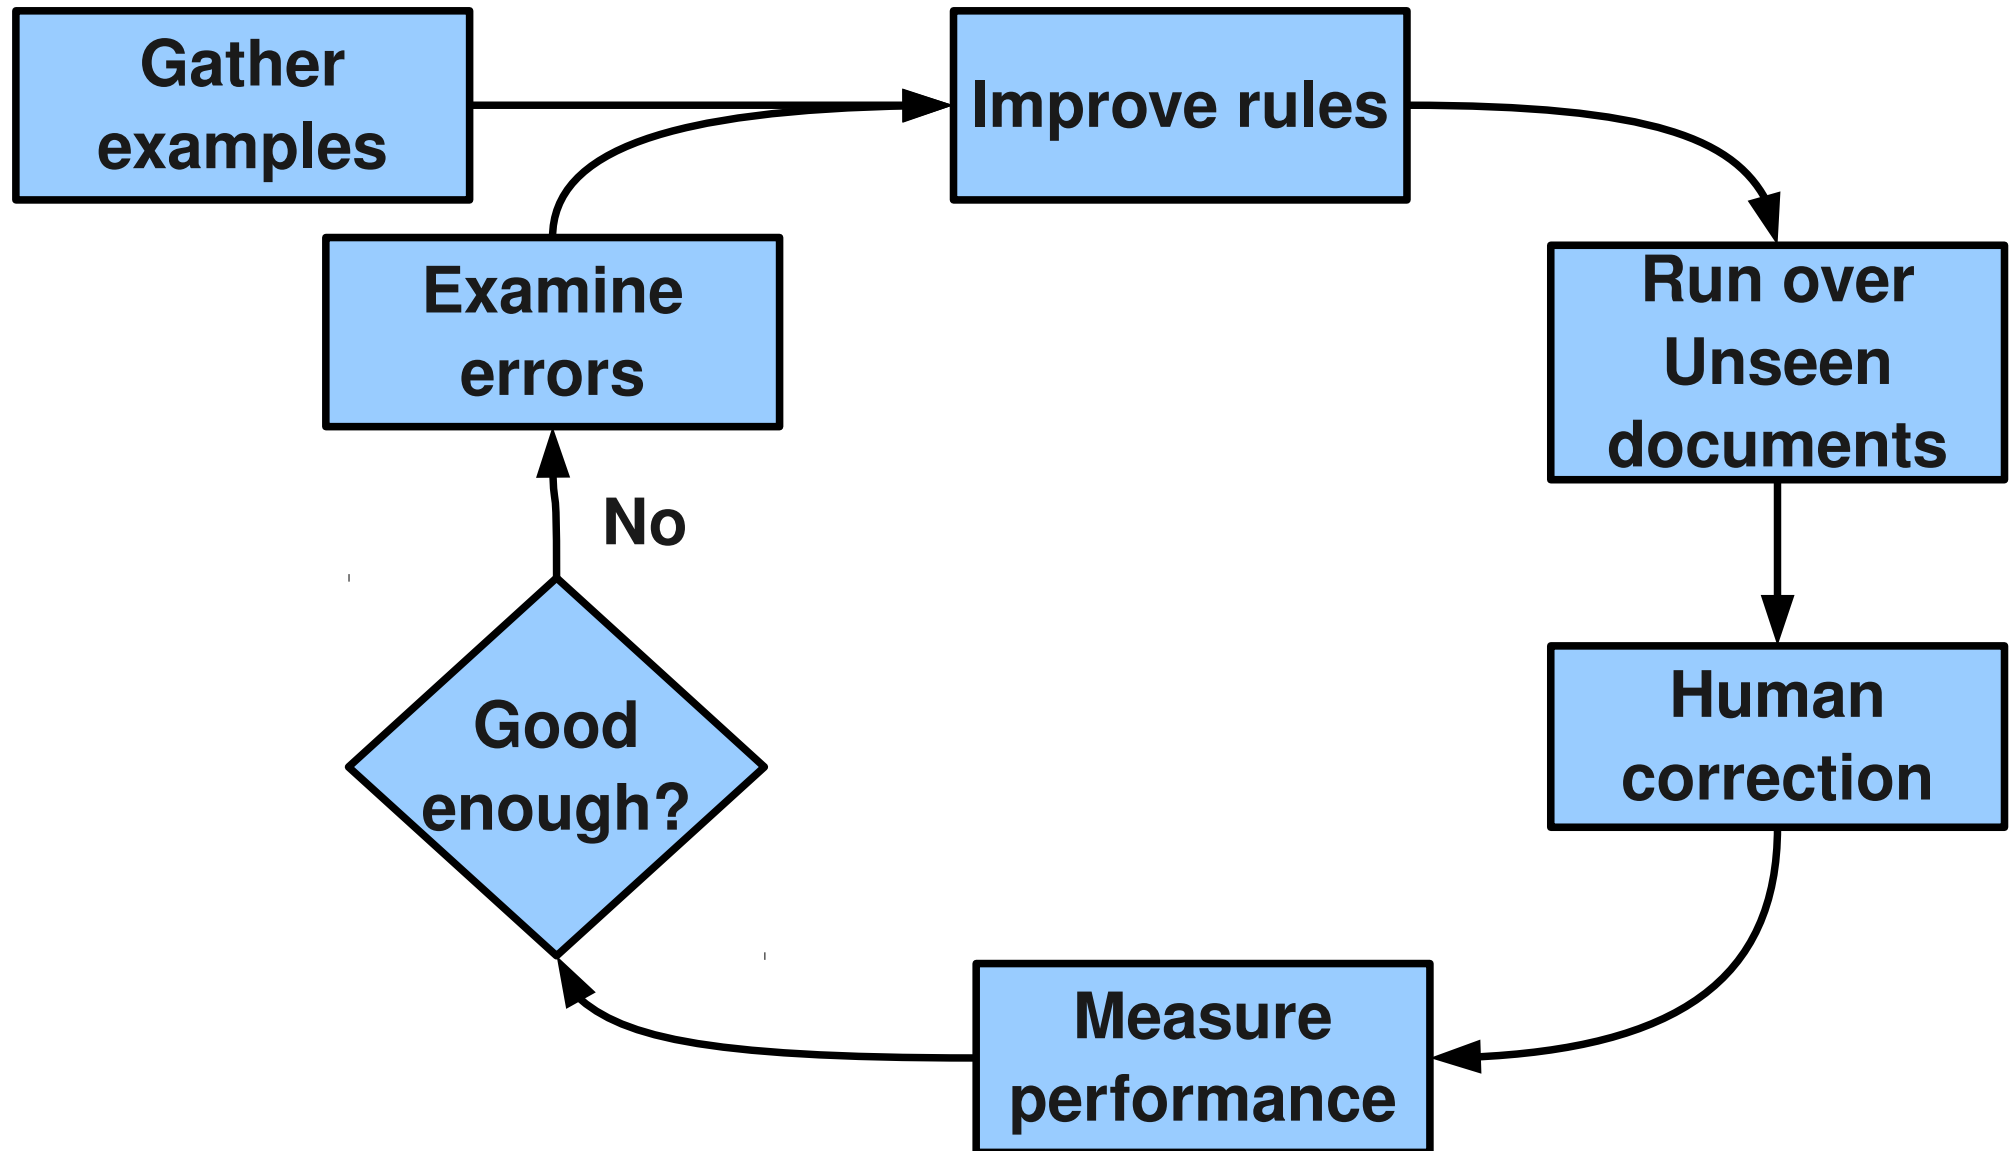 Gather
examples
Improve rules
Examine
errors
Run over
Unseen
documents
No
Human
correction
Good
enough?
Measure
performance